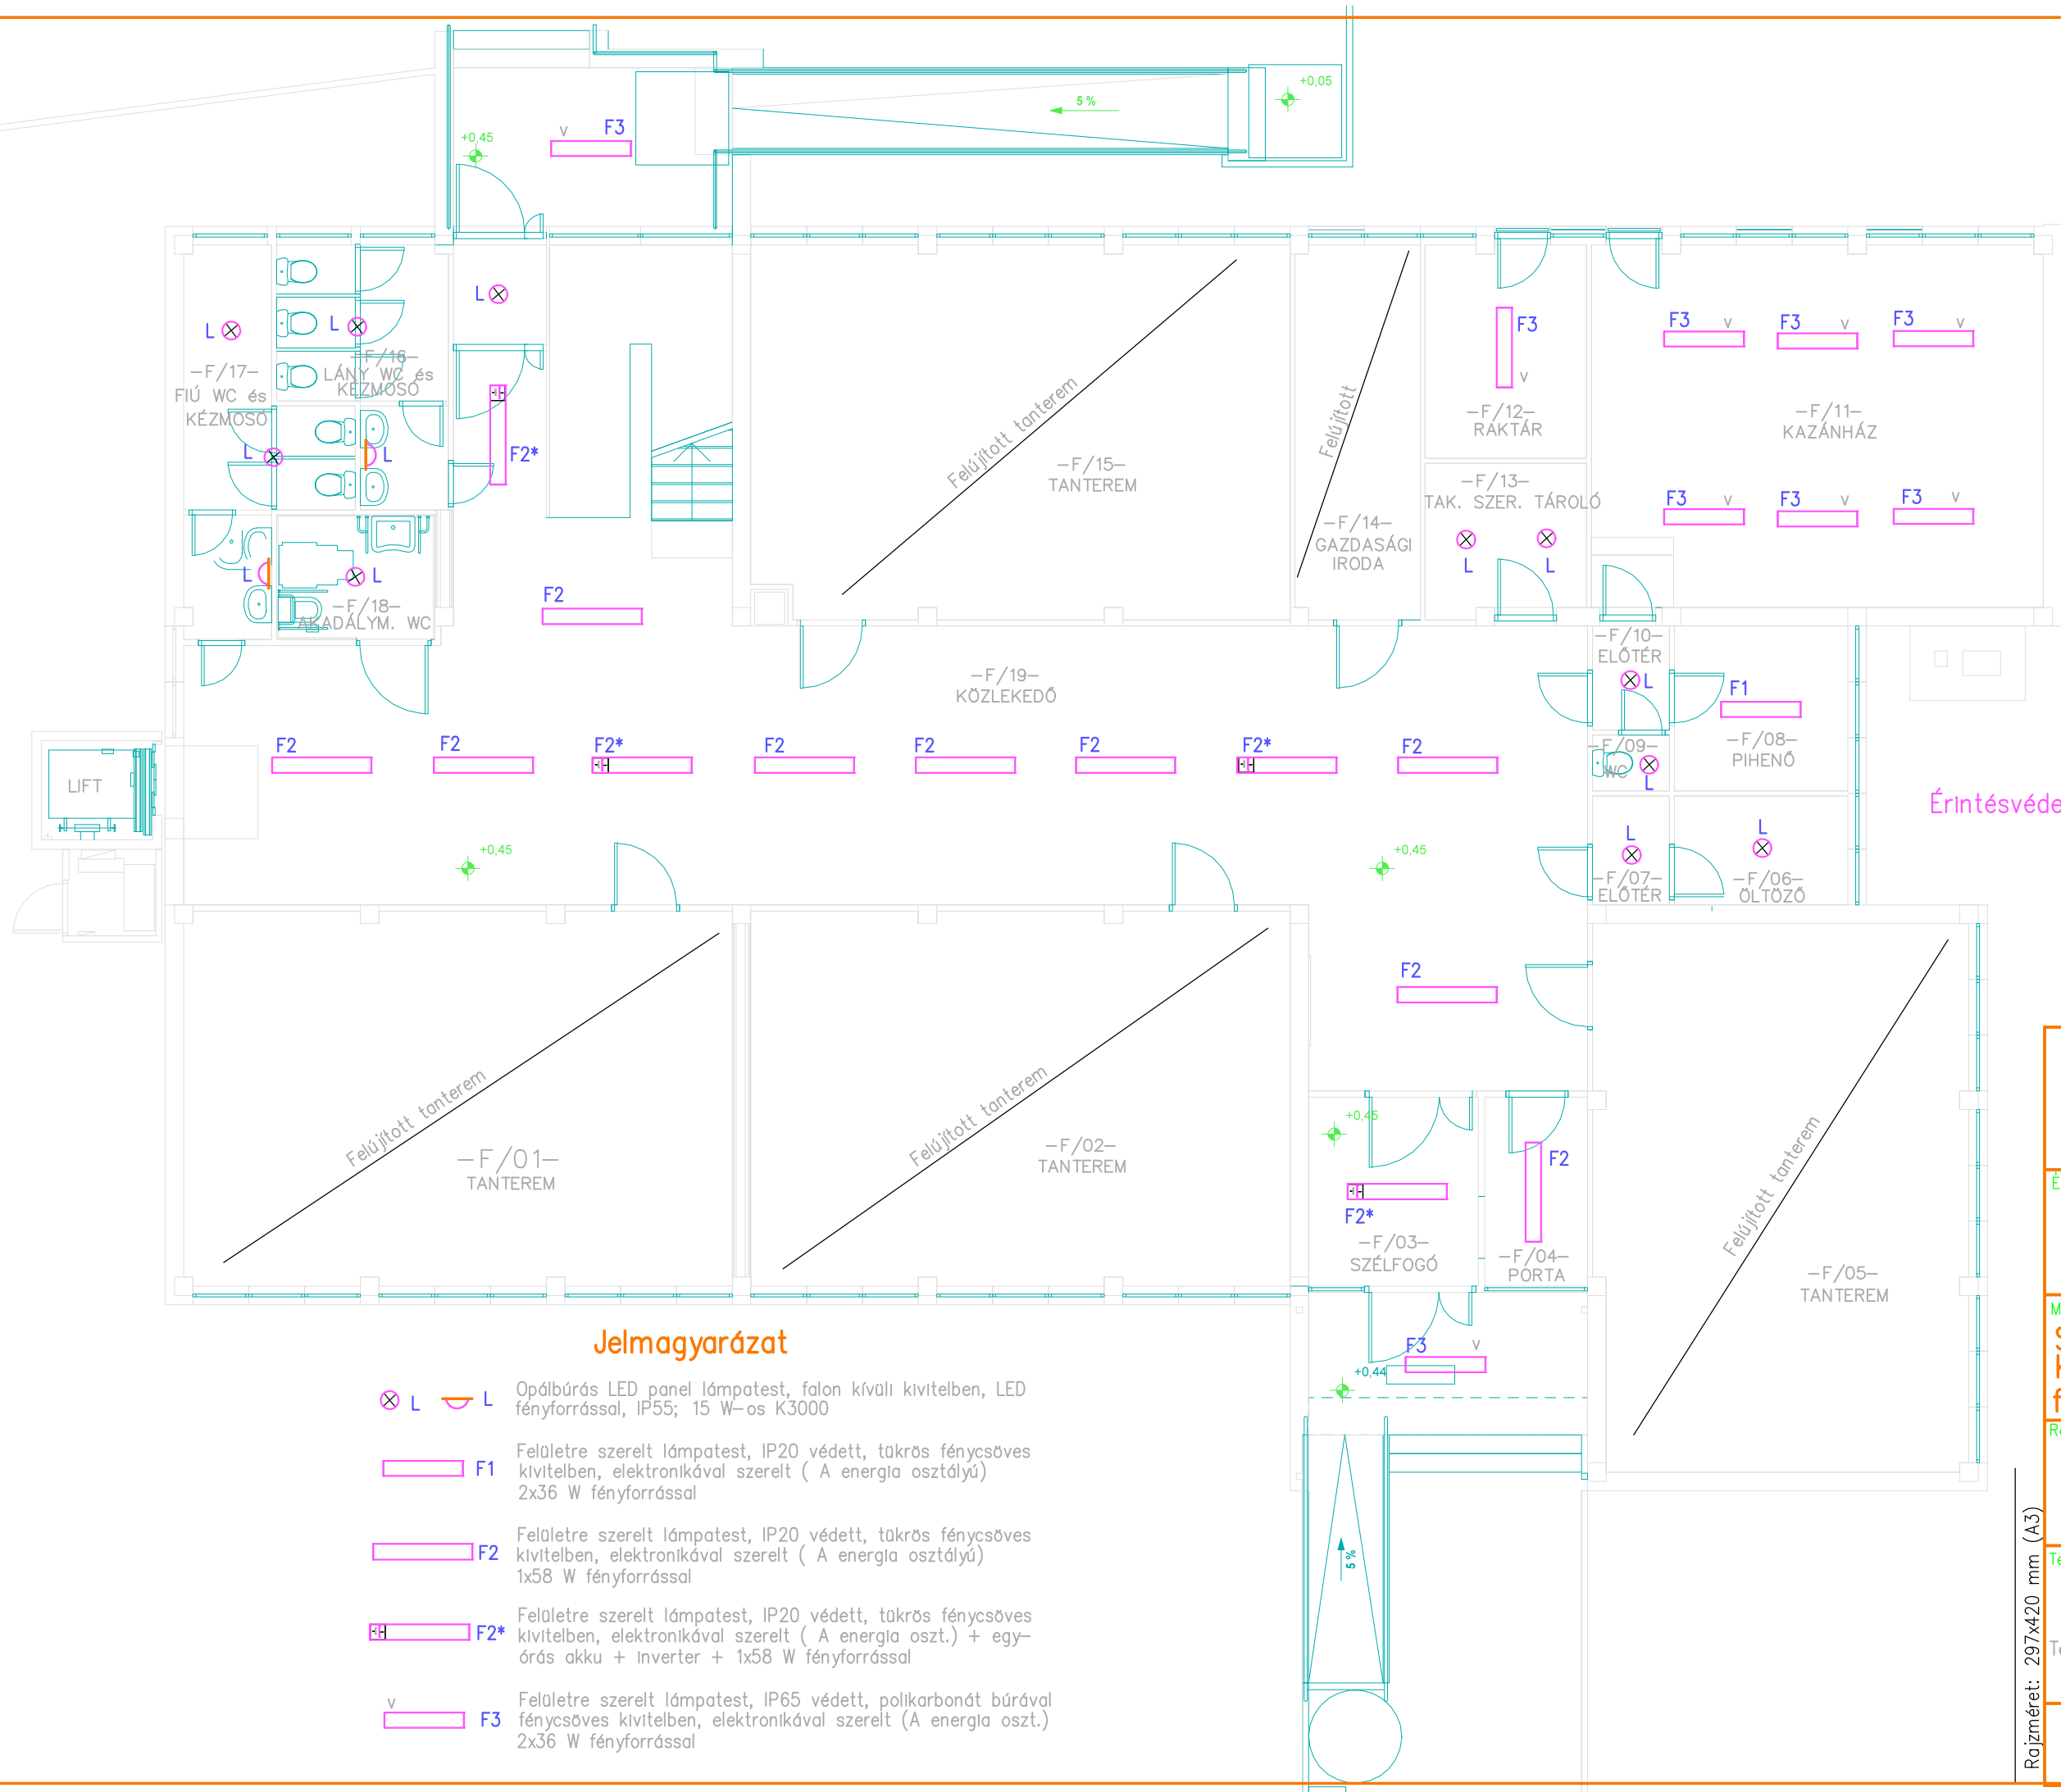 +0,05
5 %
F3
v
+0,45
L
L
L
-F/16-
LÁNY WC és
KÉZMOSÓ
-F/17-
FIÚ WC és
KÉZMOSÓ
L
L
F2*
L
L
-F/18-
AKADÁLYM. WC
F2
Felújított tanterem
-F/15-
TANTEREM
Felújított
-F/14-
GAZDASÁGI
IRODA
F3
v
-F/12-
RAKTÁR
-F/13-
TAK. SZER. TÁROLÓ
L
L
F3
v
F3
v
F3
v
-F/11-
KAZÁNHÁZ
F3
v
F3
v
F3
v
-F/10-
ELŐTÉR
L
F1
-F/08-
PIHENŐ
-F/09-
WC
L
-F/19-
KÖZLEKEDŐ
F2
F2
F2*
F2
F2
F2
F2*
F2
LIFT
Érintésvéde
L
-F/07-
ELŐTÉR
L
-F/06-
ÖLTÖZŐ
+0,45
+0,45
F2
Felújított tanterem
-F/01-
TANTEREM
Felújított tanterem
-F/02-
TANTEREM
+0,45
F2*
-F/03-
SZÉLFOGÓ
F2
-F/04-
PORTA
Felújított tanterem
-F/05-
TANTEREM
F3
v
+0,44
5 %
Jelmagyarázat
L
L
Opálbúrás LED panel lámpatest, falon kívüli kivitelben, LED
fényforrással, IP55; 15 W-os K3000
F1
Felületre szerelt lámpatest, IP20 védett, tükrös fénycsöves
kivitelben, elektronikával szerelt ( A energia osztályú)
2x36 W fényforrással
F2
Felületre szerelt lámpatest, IP20 védett, tükrös fénycsöves
kivitelben, elektronikával szerelt ( A energia osztályú)
1x58 W fényforrással
F2*
Felületre szerelt lámpatest, IP20 védett, tükrös fénycsöves
kivitelben, elektronikával szerelt ( A energia oszt.) + egy-
órás akku + inverter + 1x58 W fényforrással
v
F3
Felületre szerelt lámpatest, IP65 védett, polikarbonát búrával
fénycsöves kivitelben, elektronikával szerelt (A energia oszt.)
2x36 W fényforrással
Rajzméret: 297x420 mm (A3)